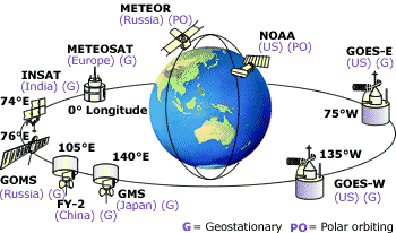 METEOR
(Russia) (PO)
NOAA
(US) (PO)
METEOSAT
(Europe) (G)
GOES-E
(US) (G)
INSAT
(India) (G)
74°E
0° Longitude
75°W
76°E
105°E
140°E
135°W
GOMS
(Russia) (G)
FY-2
(China) (G)
GMS
(Japan) (G)
GOES-W
(US) (G)
G = Geostationary PO = Polar orbiting